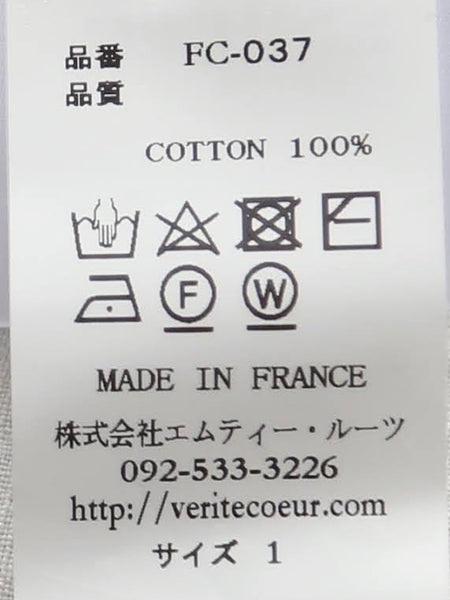 品番 FC-037
品質
COTTON 100%
F W
MADE IN FRANCE
株式会社エムティー・ルーツ
092-533-3226
http://veritecoeur.com
サイズ 1